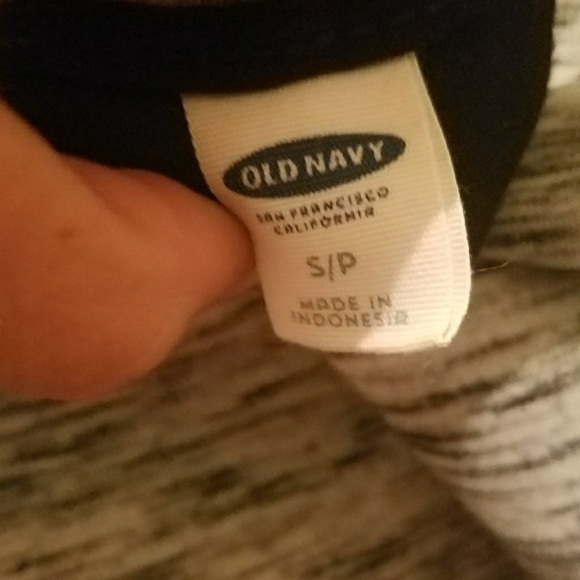 OLD NAVY
SAN FRANCISCO
CALIFORNIA
S/P
MADE IN
INDONESIA